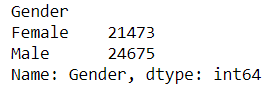 Gender
Female    21473
Male      24675
Name: Gender, dtype: int64